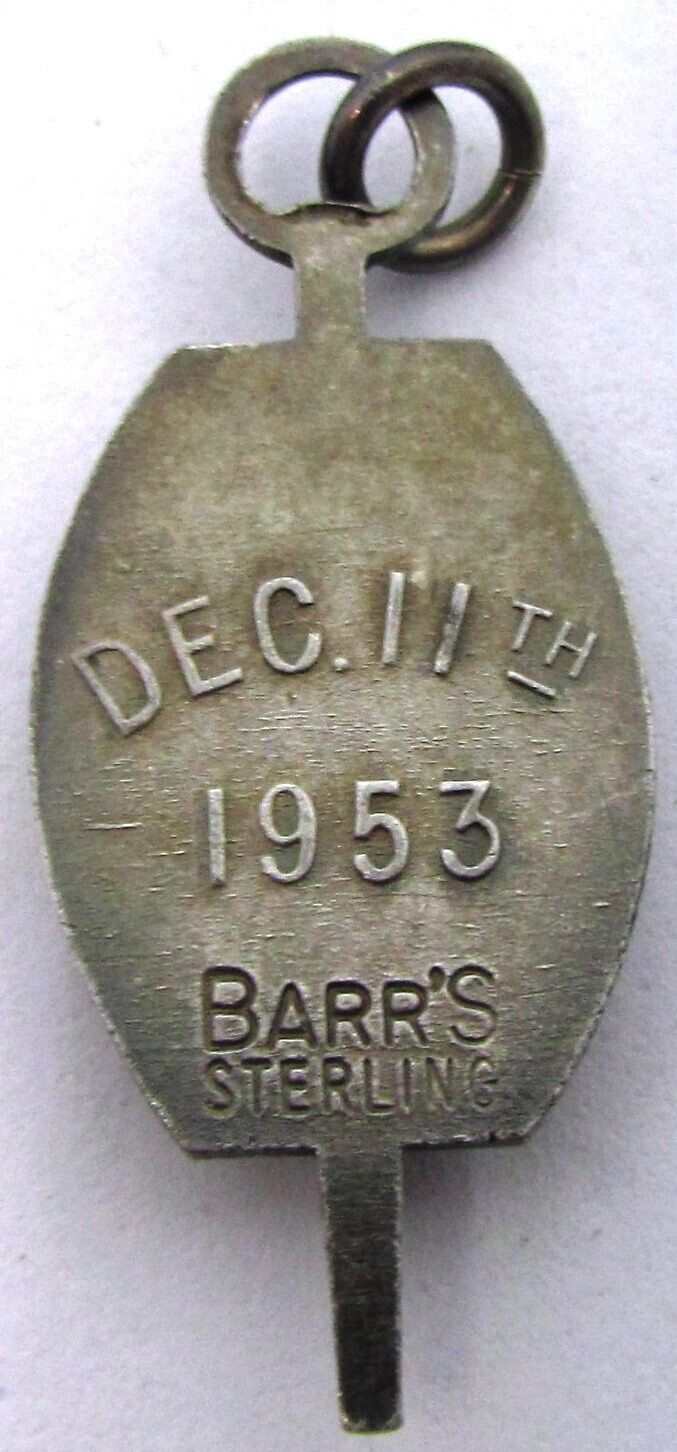 DEC. 11TH
1953
BARR'S
STERLING